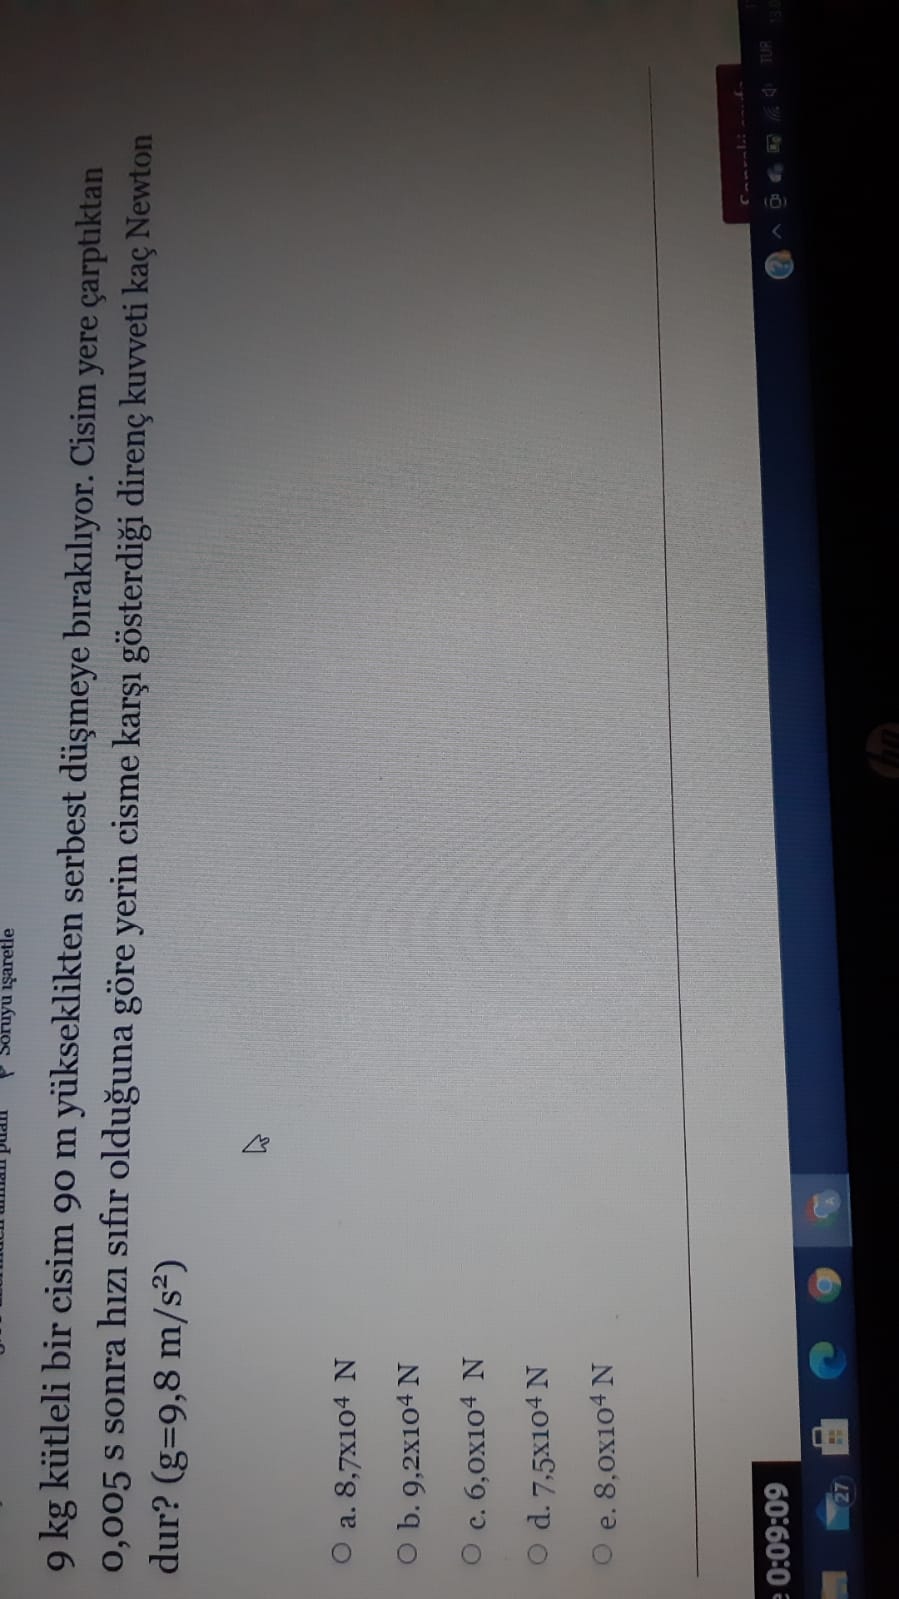 Soruyu işaretle
9 kg kütleli bir cisim 90 m yükseklikten serbest düşmeye bırakılıyor. Cisim yere çarptıktan
0,005 s sonra hızı sıfır olduğuna göre yerin cisme karşı gösterdiği direnç kuvveti kaç Newton
dur? (g=9,8 m/s²)
a. 8,7x10⁴ N
b. 9,2x10⁴ N
c. 6,0x10⁴ N
d. 7,5x10⁴ N
e. 8,0x10⁴ N
0:09:09
27
TUR
hp